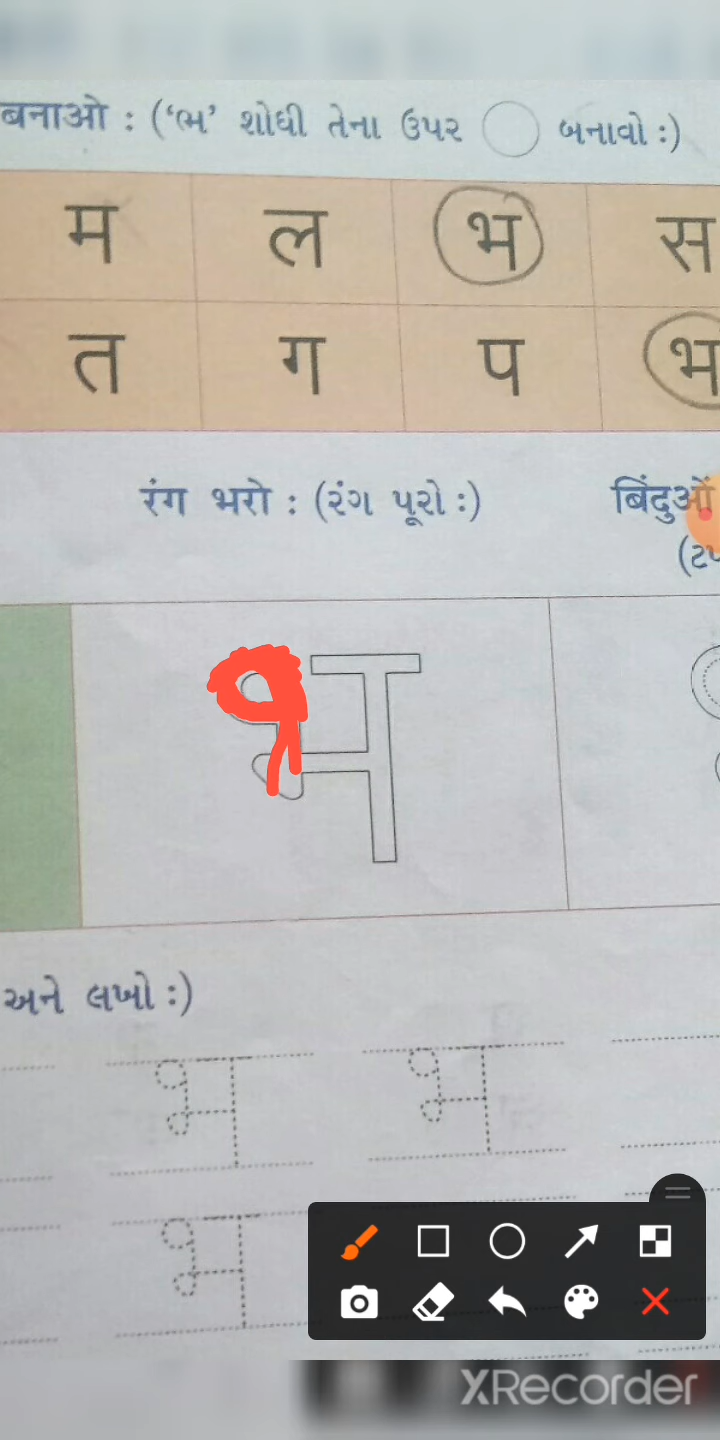 બનાઓ : ('ભ' શોધી તેના ઉપર ○ બનાવો :)
म ल भ स
त ग प भ
रंग भरो : (રંગ પૂરો :)
बिंदुओं
भ
અને લખો :)
भ भ
भ
XRecorder